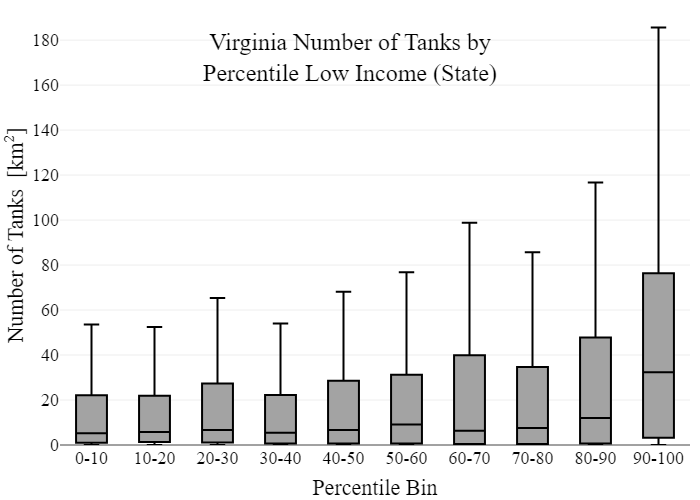 Virginia Number of Tanks by
Percentile Low Income (State)
Number of Tanks [km²]
180
160
140
120
100
80
60
40
20
0
0-10 10-20 20-30 30-40 40-50 50-60 60-70 70-80 80-90 90-100
Percentile Bin